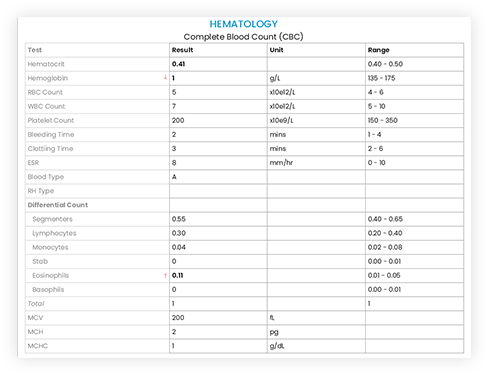 HEMATOLOGY
Complete Blood Count (CBC)
Test Result Unit Range
Hematocrit 0.41 0.40 - 0.50
Hemoglobin ↓ 1 g/L 135 - 175
RBC Count 5 x10e12/L 4 - 6
WBC Count 7 x10e12/L 5 - 10
Platelet Count 200 x10e9/L 150 - 350
Bleeding Time 2 mins 1 - 4
Clottiing Time 3 mins 2 - 6
ESR 8 mm/hr 0 - 10
Blood Type A
RH Type
Differential Count
Segmenters 0.55 0.40 - 0.65
Lymphocytes 0.30 0.20 - 0.40
Monocytes 0.04 0.02 - 0.08
Stab 0 0.00 - 0.01
Eosinophils ↑ 0.11 0.01 - 0.05
Basophils 0 0.00 - 0.01
Total 1 1
MCV 200 fL
MCH 2 pg
MCHC 1 g/dL